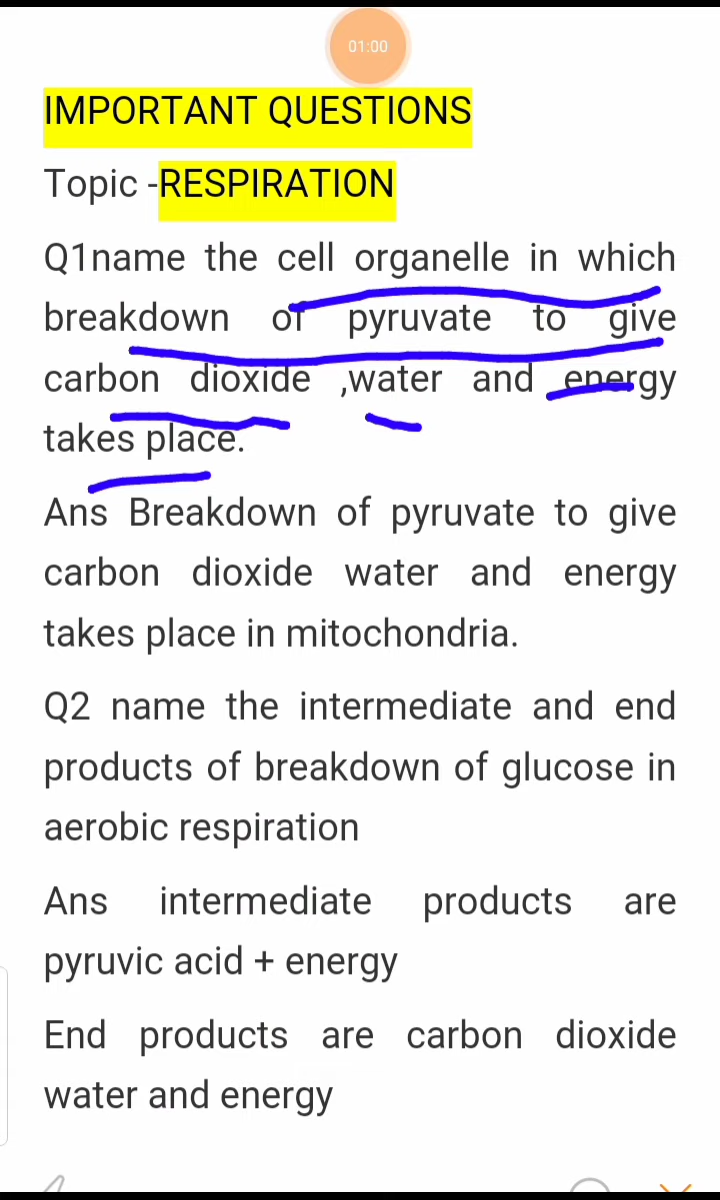 01:00
IMPORTANT QUESTIONS
Topic -RESPIRATION
Q1name the cell organelle in which
breakdown of pyruvate to give
carbon dioxide ,water and energy
takes place.
Ans Breakdown of pyruvate to give
carbon dioxide water and energy
takes place in mitochondria.
Q2 name the intermediate and end
products of breakdown of glucose in
aerobic respiration
Ans intermediate products are
pyruvic acid + energy
End products are carbon dioxide
water and energy